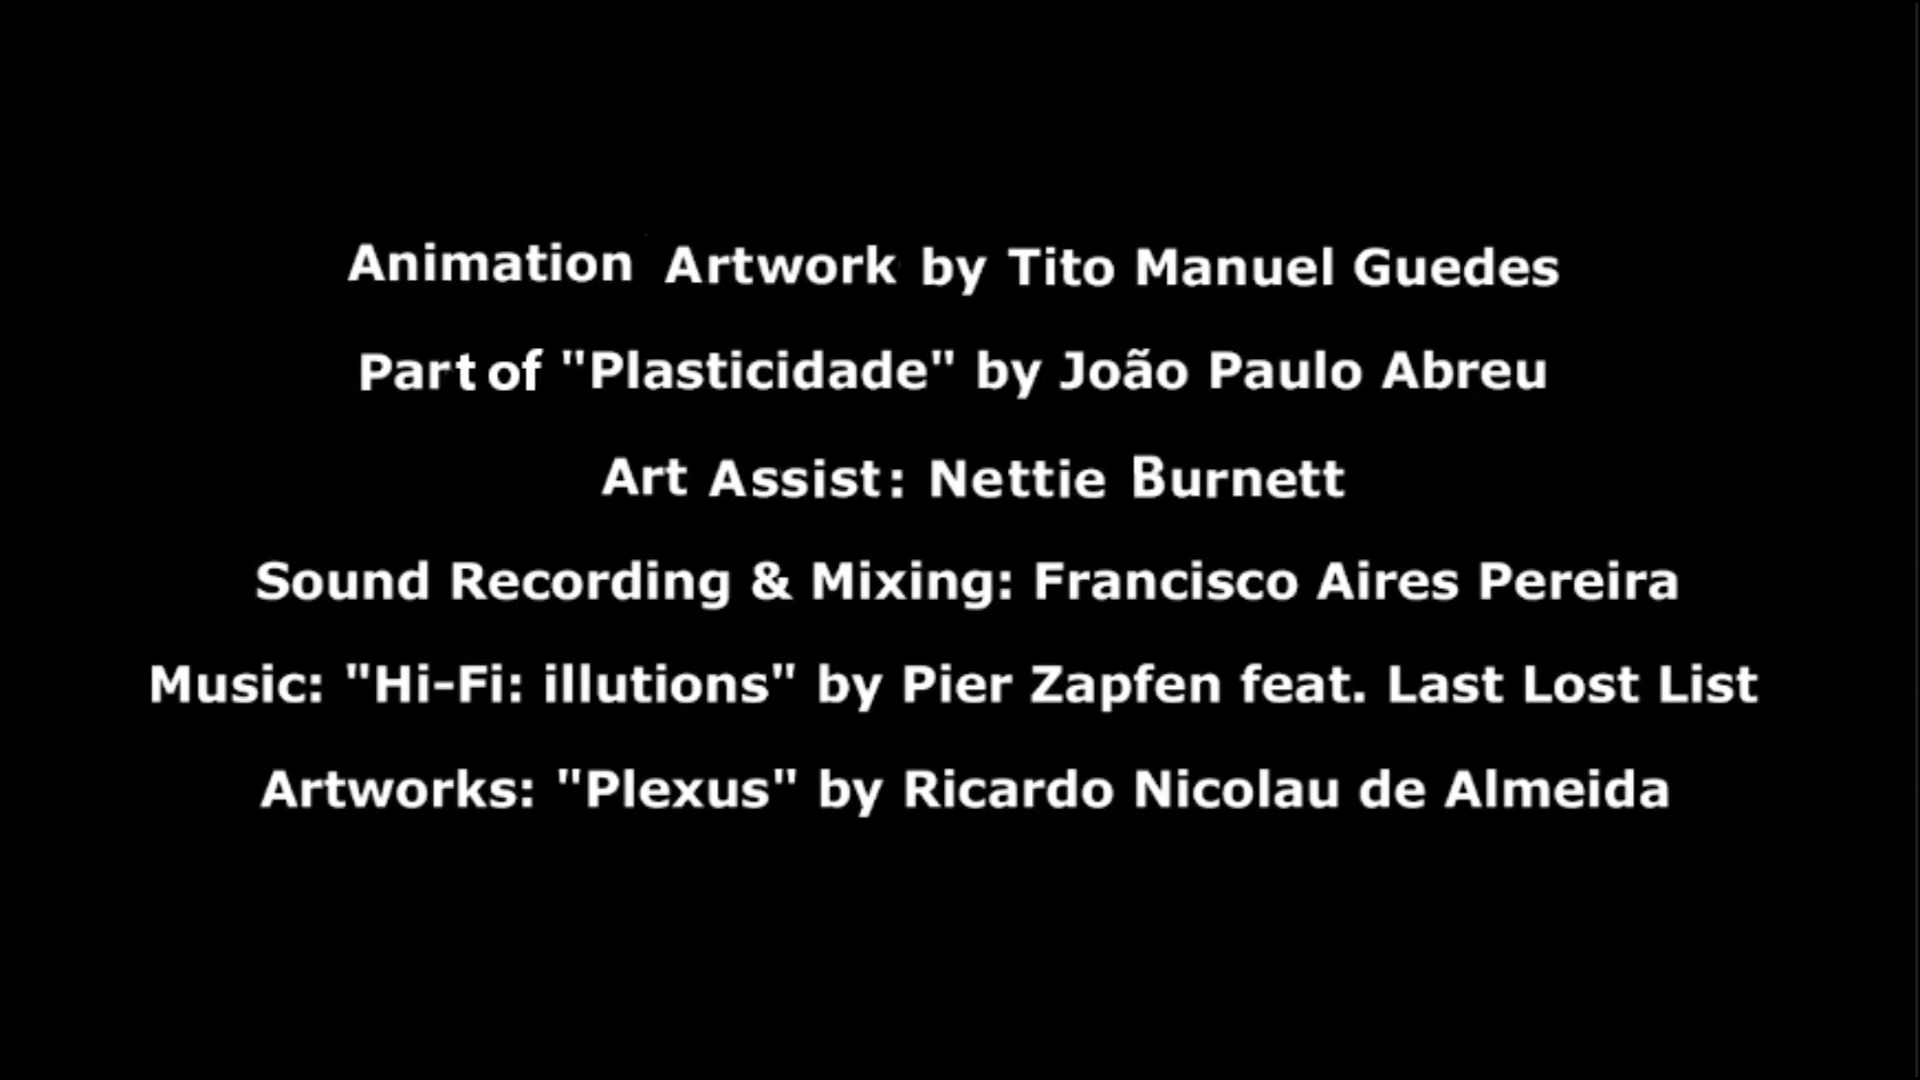 Animation Artwork by Tito Manuel Guedes
Part of "Plasticidade" by João Paulo Abreu
Art Assist: Nettie Burnett
Sound Recording & Mixing: Francisco Aires Pereira
Music: "Hi-Fi: illutions" by Pier Zapfen feat. Last Lost List
Artworks: "Plexus" by Ricardo Nicolau de Almeida